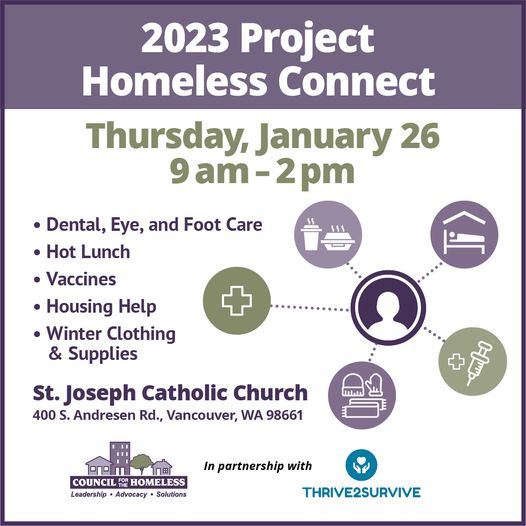 2023 Project
Homeless Connect
Thursday, January 26
9 am – 2 pm
• Dental, Eye, and Foot Care
• Hot Lunch
• Vaccines
• Housing Help
• Winter Clothing
& Supplies
St. Joseph Catholic Church
400 S. Andresen Rd., Vancouver, WA 98661
COUNCIL FOR THE HOMELESS
Leadership • Advocacy • Solutions
In partnership with
THRIVE2SURVIVE